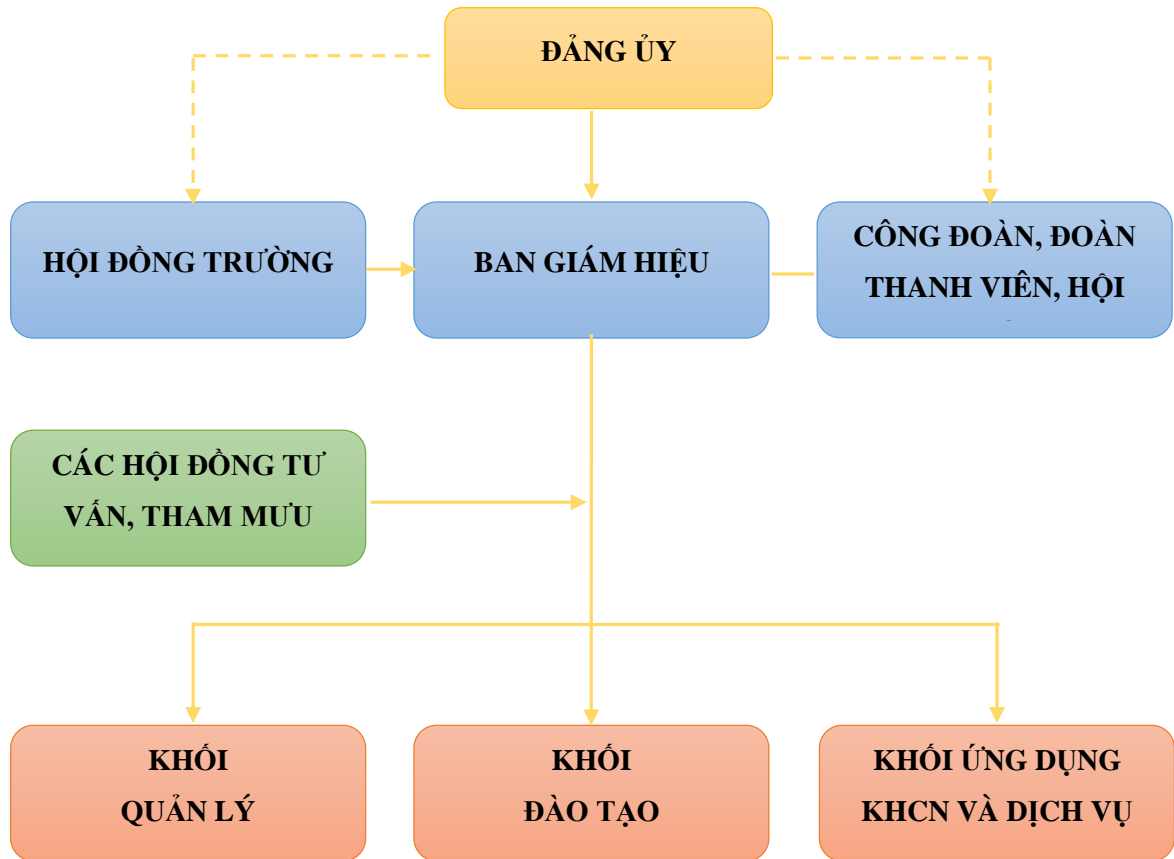 ĐẢNG ỦY
HỘI ĐỒNG TRƯỜNG
BAN GIÁM HIỆU
CÔNG ĐOÀN, ĐOÀN
THANH VIÊN, HỘI
CÁC HỘI ĐỒNG TƯ
VẤN, THAM MƯU
KHỐI
QUẢN LÝ
KHỐI
ĐÀO TẠO
KHỐI ỨNG DỤNG
KHCN VÀ DỊCH VỤ